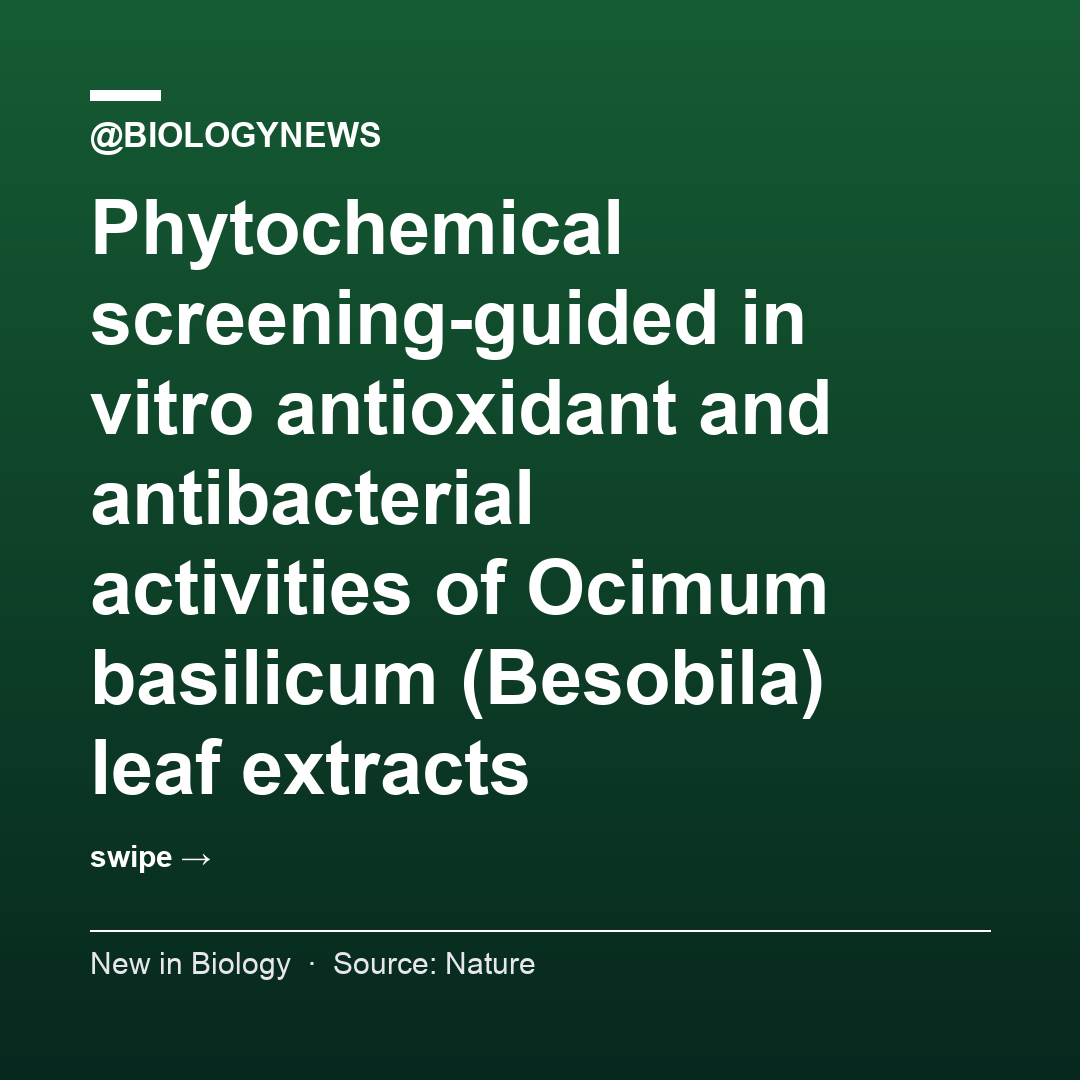 @BIOLOGYNEWS
Phytochemical
screening-guided in
vitro antioxidant and
antibacterial
activities of Ocimum
basilicum (Besobila)
leaf extracts
swipe →
New in Biology · Source: Nature